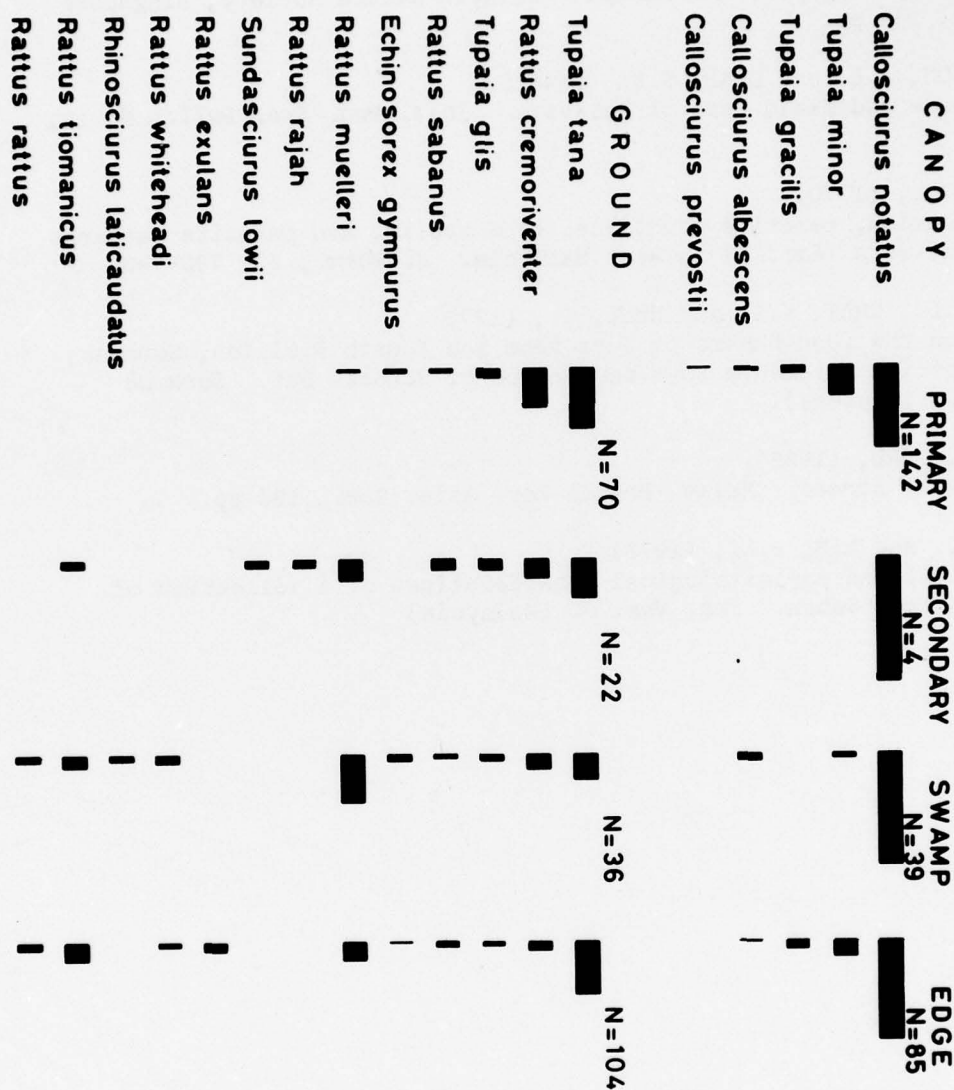 CANOPY PRIMARY SECONDARY SWAMP EDGE
N=142 N=4 N=39 N=85
Callosciurus notatus
Tupaia minor
Tupaia gracilis
Callosciurus albescens
Callosciurus prevostii
GROUND N=70 N=22 N=36 N=104
Tupaia tana
Rattus cremoriventer
Tupaia glis
Rattus sabanus
Echinosorex gymnurus
Rattus muelleri
Rattus rajah
Sundasciurus lowii
Rattus exulans
Rattus whiteheadi
Rhinosciurus laticaudatus
Rattus tiomanicus
Rattus rattus